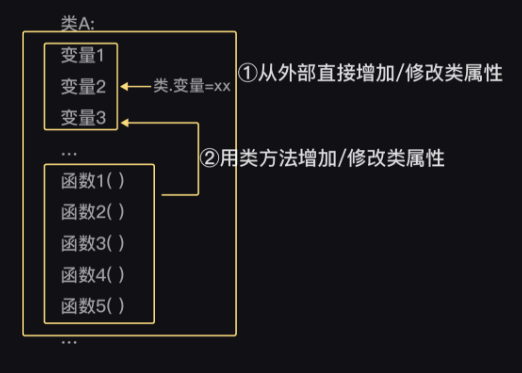 类A:
变量1
①从外部直接增加/修改类属性
变量2
类.变量=xx
变量3
...
②用类方法增加/修改类属性
函数1( )
函数2( )
函数3( )
函数4( )
函数5( )
...